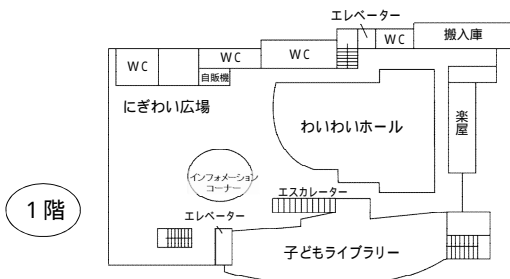 エレベーター
WC
搬入庫
WC
WC
WC
自販機
にぎわい広場
わいわいホール
楽屋
インフォメーション
コーナー
エスカレーター
1階
エレベーター
子どもライブラリー